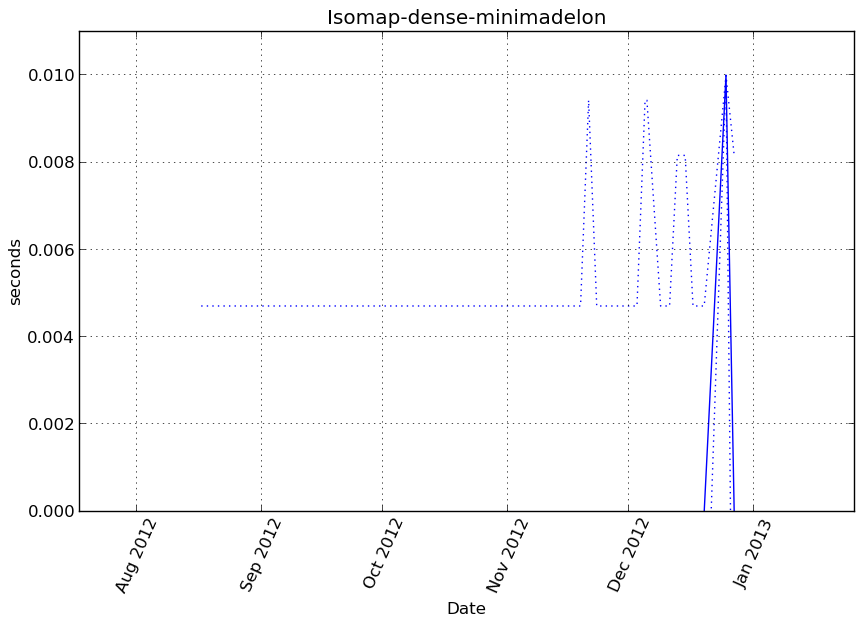 Isomap-dense-minimadelon
0.010
0.008
0.006
0.004
0.002
0.000
seconds
Aug 2012
Sep 2012
Oct 2012
Nov 2012
Dec 2012
Jan 2013
Date